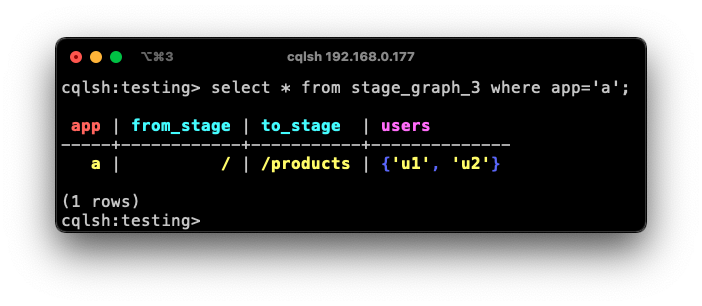 ⌥⌘3 cqlsh 192.168.0.177
cqlsh:testing> select * from stage_graph_3 where app='a';
app | from_stage | to_stage | users
-----+------------+-----------+--------------
a | / | /products | {'u1', 'u2'}
(1 rows)
cqlsh:testing>